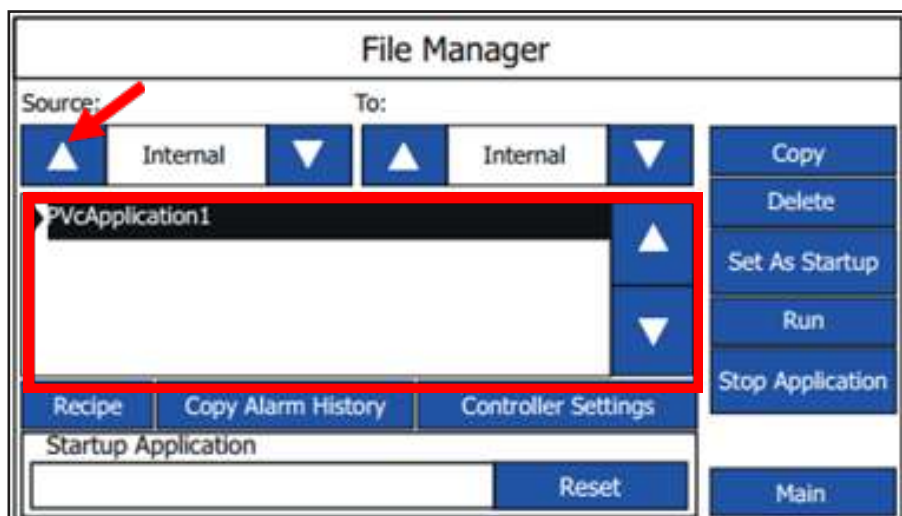 File Manager
Source:
To:
Internal
Internal
Copy
PVcApplication1
Delete
Set As Startup
Run
Stop Application
Recipe
Copy Alarm History
Controller Settings
Startup Application
Reset
Main